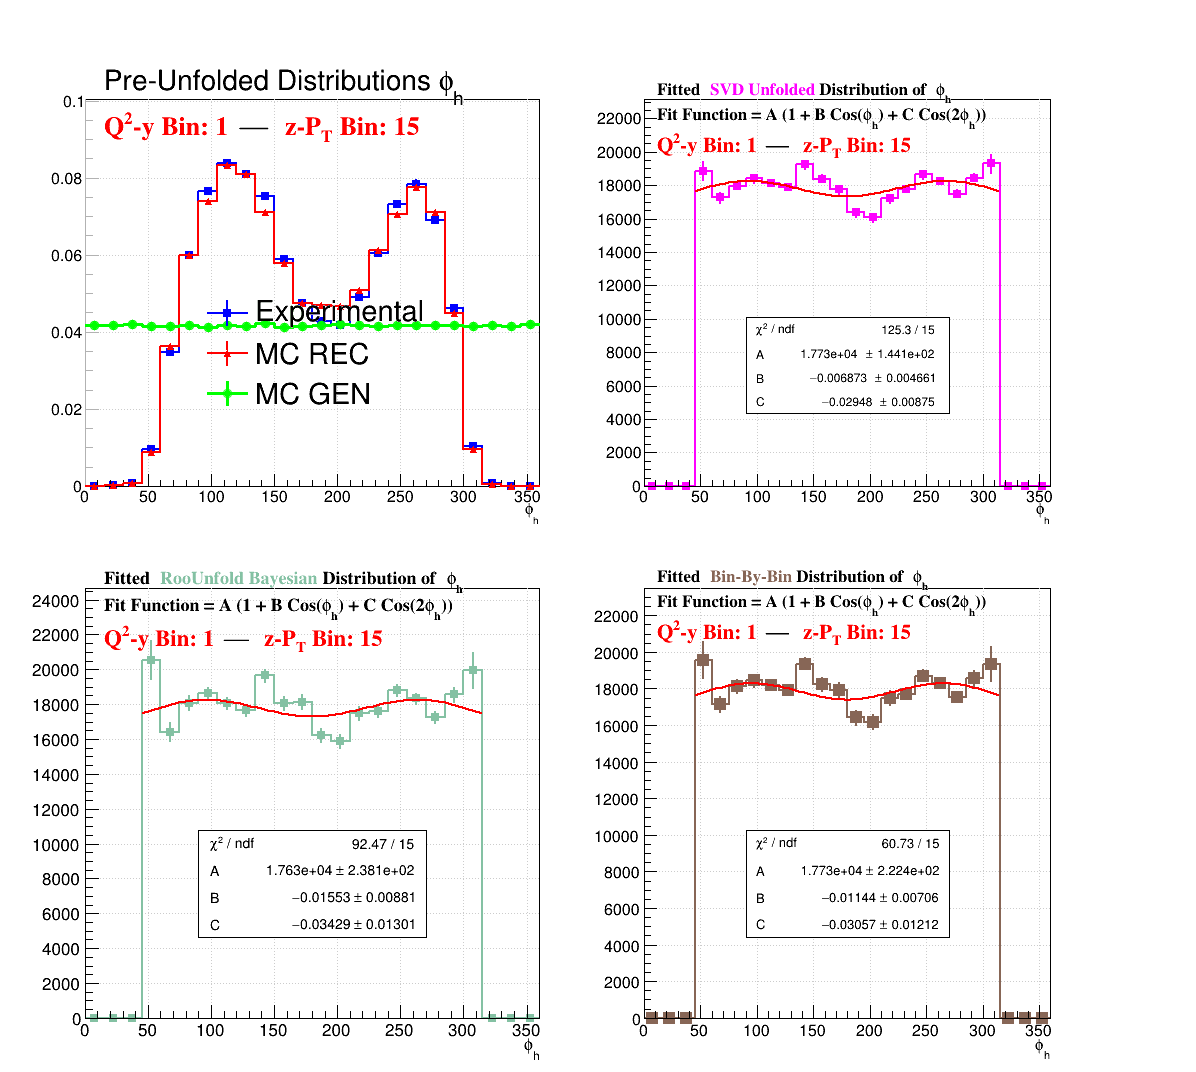 Pre-Unfolded Distributions ϕh
Q²-y Bin: 1 — z-PT Bin: 15
0.1
0.08
0.06
0.04
0.02
0
Experimental
MC REC
MC GEN
0 50 100 150 200 250 300 350
ϕh
Fitted SVD Unfolded Distribution of ϕh
Fit Function = A (1 + B Cos(ϕh) + C Cos(2ϕh))
Q²-y Bin: 1 — z-PT Bin: 15
22000
20000
18000
16000
14000
12000
10000
8000
6000
4000
2000
0
χ² / ndf 125.3 / 15
A 1.773e+04 ± 1.441e+02
B −0.006873 ± 0.004661
C −0.02948 ± 0.00875
0 50 100 150 200 250 300 350
ϕh
Fitted RooUnfold Bayesian Distribution of ϕh
Fit Function = A (1 + B Cos(ϕh) + C Cos(2ϕh))
Q²-y Bin: 1 — z-PT Bin: 15
24000
22000
20000
18000
16000
14000
12000
10000
8000
6000
4000
2000
0
χ² / ndf 92.47 / 15
A 1.763e+04 ± 2.381e+02
B −0.01553 ± 0.00881
C −0.03429 ± 0.01301
0 50 100 150 200 250 300 350
ϕh
Fitted Bin-By-Bin Distribution of ϕh
Fit Function = A (1 + B Cos(ϕh) + C Cos(2ϕh))
Q²-y Bin: 1 — z-PT Bin: 15
22000
20000
18000
16000
14000
12000
10000
8000
6000
4000
2000
0
χ² / ndf 60.73 / 15
A 1.773e+04 ± 2.224e+02
B −0.01144 ± 0.00706
C −0.03057 ± 0.01212
0 50 100 150 200 250 300 350
ϕh